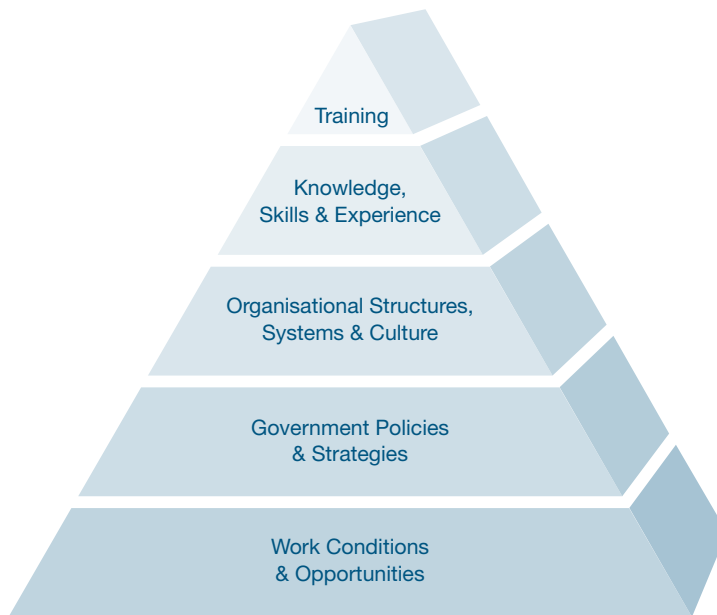 Training
Knowledge,
Skills & Experience
Organisational Structures,
Systems & Culture
Government Policies
& Strategies
Work Conditions
& Opportunities